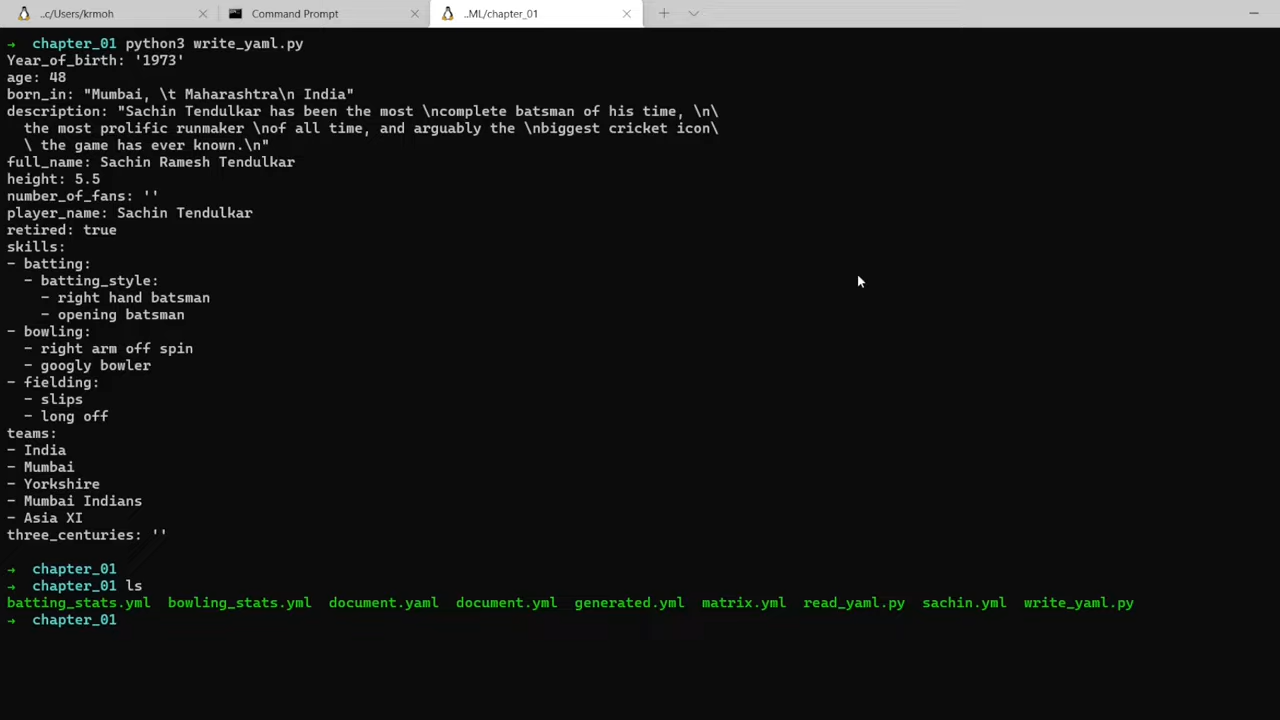 ..c/Users/krmoh
Command Prompt
..ML/chapter_01
→ chapter_01 python3 write_yaml.py
Year_of_birth: '1973'
age: 48
born_in: "Mumbai, \t Maharashtra\n India"
description: "Sachin Tendulkar has been the most \ncomplete batsman of his time, \n\
  the most prolific runmaker \nof all time, and arguably the \nbiggest cricket icon\
  \ the game has ever known.\n"
full_name: Sachin Ramesh Tendulkar
height: 5.5
number_of_fans: ''
player_name: Sachin Tendulkar
retired: true
skills:
- batting:
  - batting_style:
    - right hand batsman
    - opening batsman
- bowling:
  - right arm off spin
  - googly bowler
- fielding:
  - slips
  - long off
teams:
- India
- Mumbai
- Yorkshire
- Mumbai Indians
- Asia XI
three_centuries: ''
→ chapter_01
→ chapter_01 ls
batting_stats.yml bowling_stats.yml document.yaml document.yml generated.yml matrix.yml read_yaml.py sachin.yml write_yaml.py
→ chapter_01